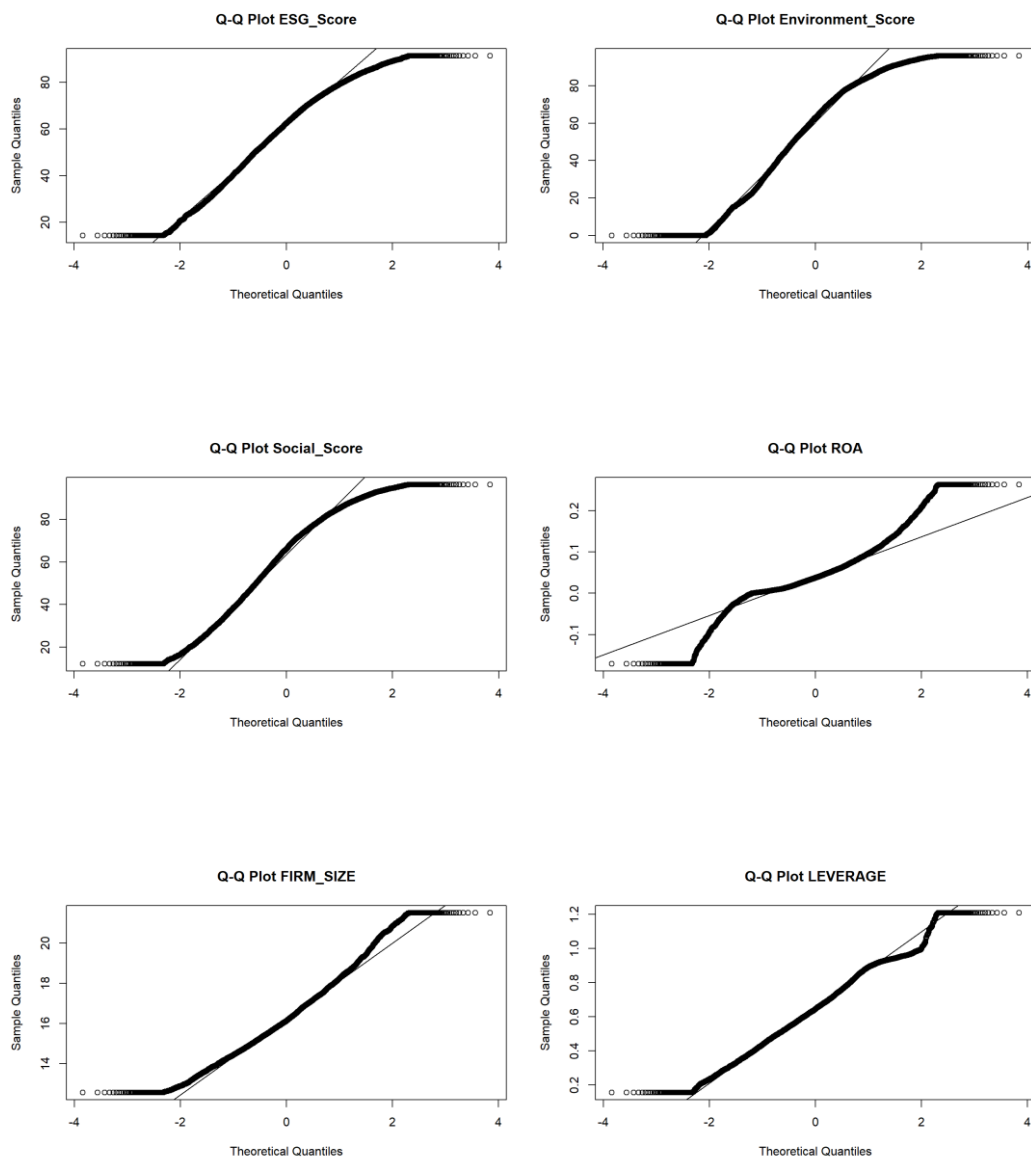 Q-Q Plot ESG_Score
Sample Quantiles
80
60
40
20
-4 -2 0 2 4
Theoretical Quantiles
Q-Q Plot Environment_Score
Sample Quantiles
80
60
40
20
0
-4 -2 0 2 4
Theoretical Quantiles
Q-Q Plot Social_Score
Sample Quantiles
80
60
40
20
-4 -2 0 2 4
Theoretical Quantiles
Q-Q Plot ROA
Sample Quantiles
0.2
0.1
0.0
-0.1
-4 -2 0 2 4
Theoretical Quantiles
Q-Q Plot FIRM_SIZE
Sample Quantiles
20
18
16
14
-4 -2 0 2 4
Theoretical Quantiles
Q-Q Plot LEVERAGE
Sample Quantiles
1.2
1.0
0.8
0.6
0.4
0.2
-4 -2 0 2 4
Theoretical Quantiles